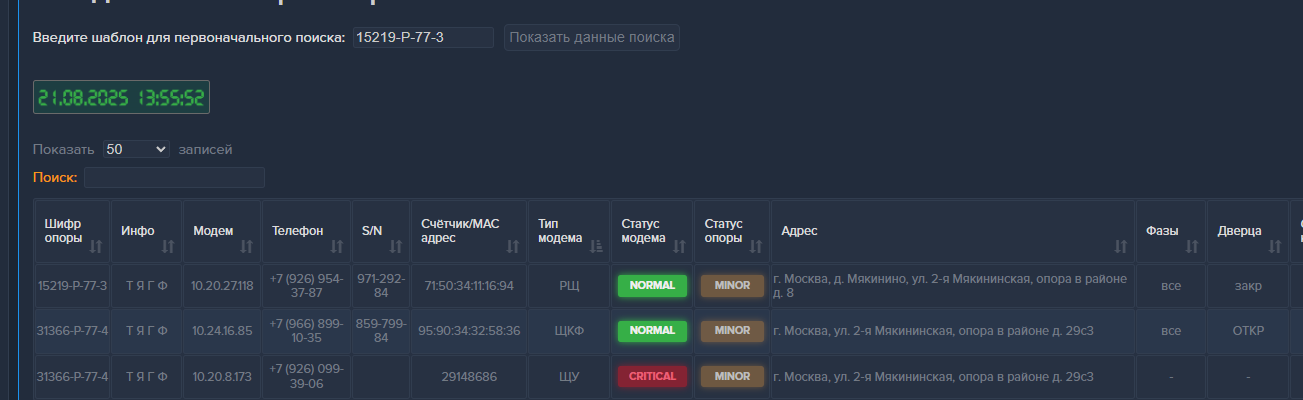 Введите шаблон для первоначального поиска: 15219-Р-77-3 Показать данные поиска
21.08.2025 13:55:52
Показать 50 записей
Поиск:
Шифр опоры Инфо Модем Телефон S/N Счётчик/MAC адрес Тип модема Статус модема Статус опоры Адрес Фазы Дверца
15219-Р-77-3 Т Я Г Ф 10.20.27.118 +7 (926) 954-37-87 971-292-84 71:50:34:11:16:94 РЩ NORMAL MINOR г. Москва, д. Мякинино, ул. 2-я Мякининская, опора в районе д. 8 все закр
31366-Р-77-4 Т Я Г Ф 10.24.16.85 +7 (966) 899-10-35 859-799-84 95:90:34:32:58:36 ЩКФ NORMAL MINOR г. Москва, ул. 2-я Мякининская, опора в районе д. 29с3 все ОТКР
31366-Р-77-4 Т Я Г Ф 10.20.8.173 +7 (926) 099-39-06 29148686 ЩУ CRITICAL MINOR г. Москва, ул. 2-я Мякининская, опора в районе д. 29с3 - -